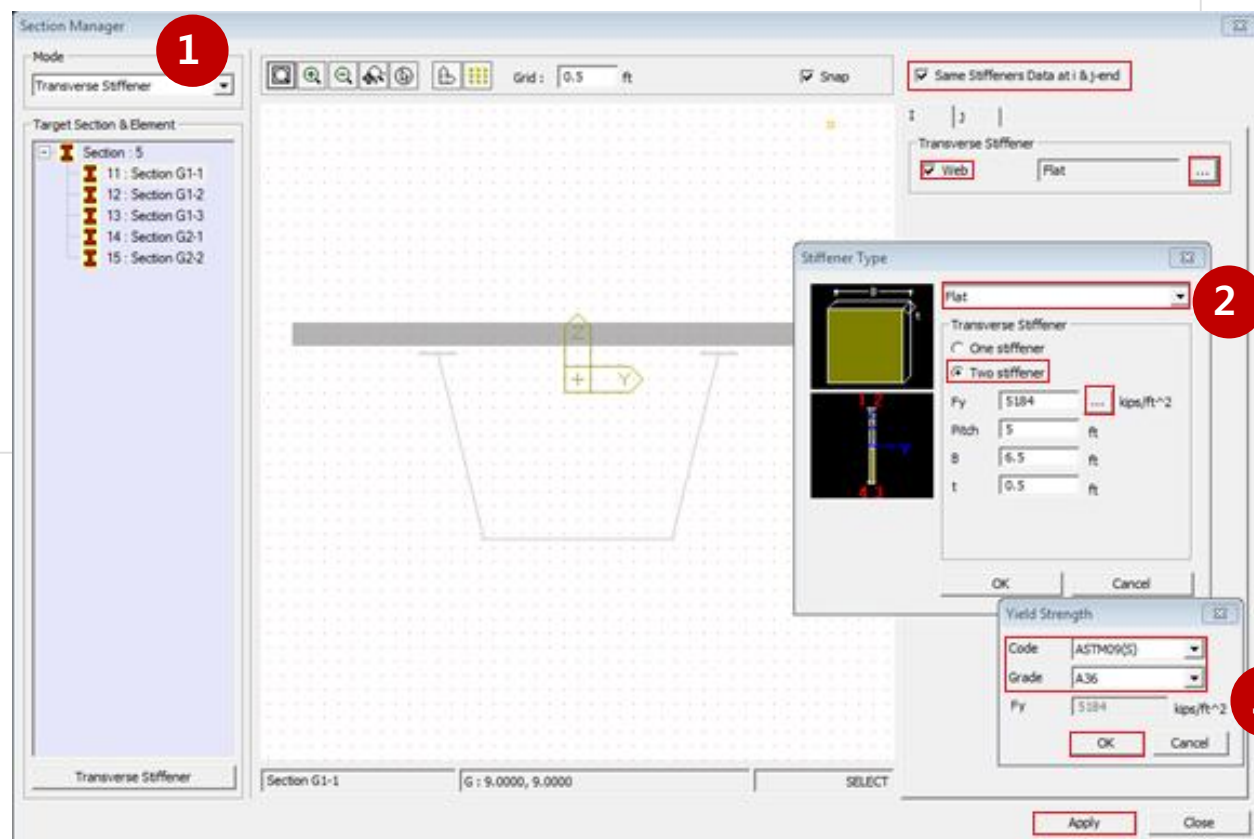 Section Manager
1
Mode
Transverse Stiffener
Grid : 0.5 ft
Snap
Same Stiffeners Data at i & j-end
Target Section & Element
Section : 5
11 : Section G1-1
12 : Section G1-2
13 : Section G1-3
14 : Section G2-1
15 : Section G2-2
I J
Transverse Stiffener
Web Flat ...
Z
Y
Stiffener Type
2
Flat
B
t
Transverse Stiffener
One stiffener
Two stiffener
Fy 5184 ... kips/ft^2
Pitch 5 ft
B 6.5 ft
t 0.5 ft
1 2
4 3
OK Cancel
Yield Strength
Code ASTM09(S)
Grade A36
Fy 5184 kips/ft^2
OK Cancel
Transverse Stiffener
Section G1-1 G : 9.0000, 9.0000 SELECT
Apply Close